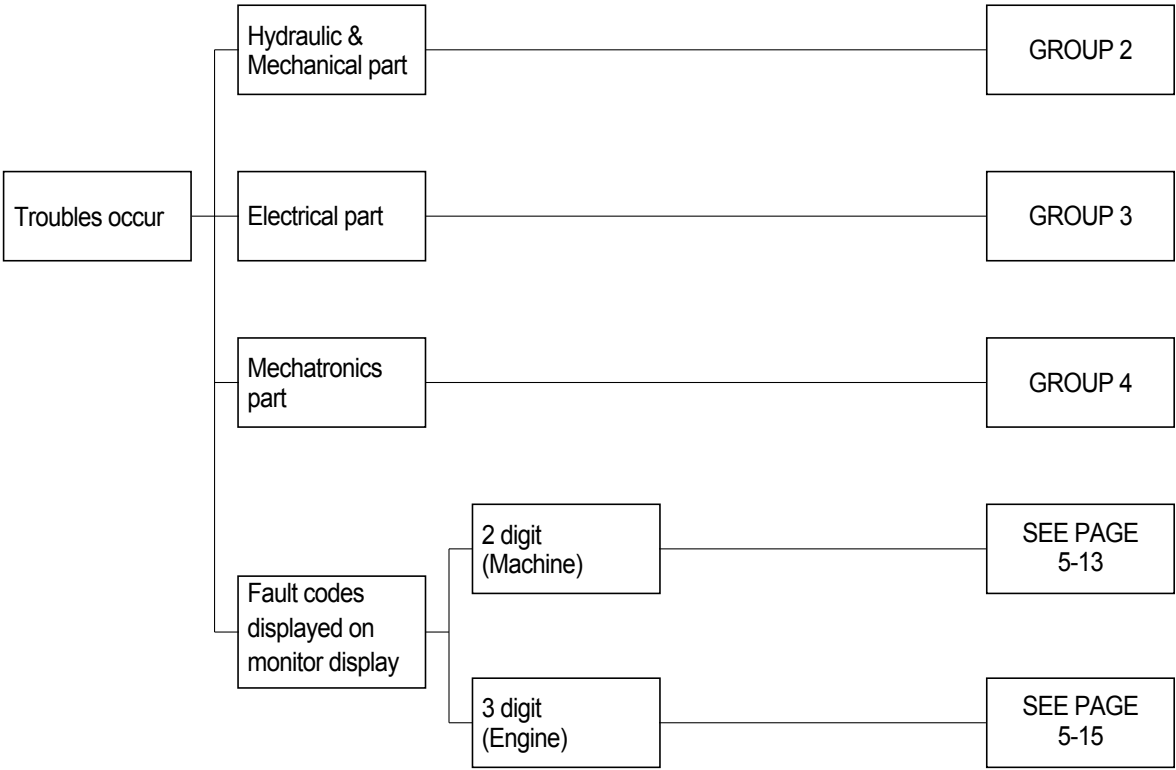 Hydraulic &
Mechanical part
GROUP 2
Troubles occur
Electrical part
GROUP 3
Mechatronics
part
GROUP 4
Fault codes
displayed on
monitor display
2 digit
(Machine)
SEE PAGE
5-13
3 digit
(Engine)
SEE PAGE
5-15